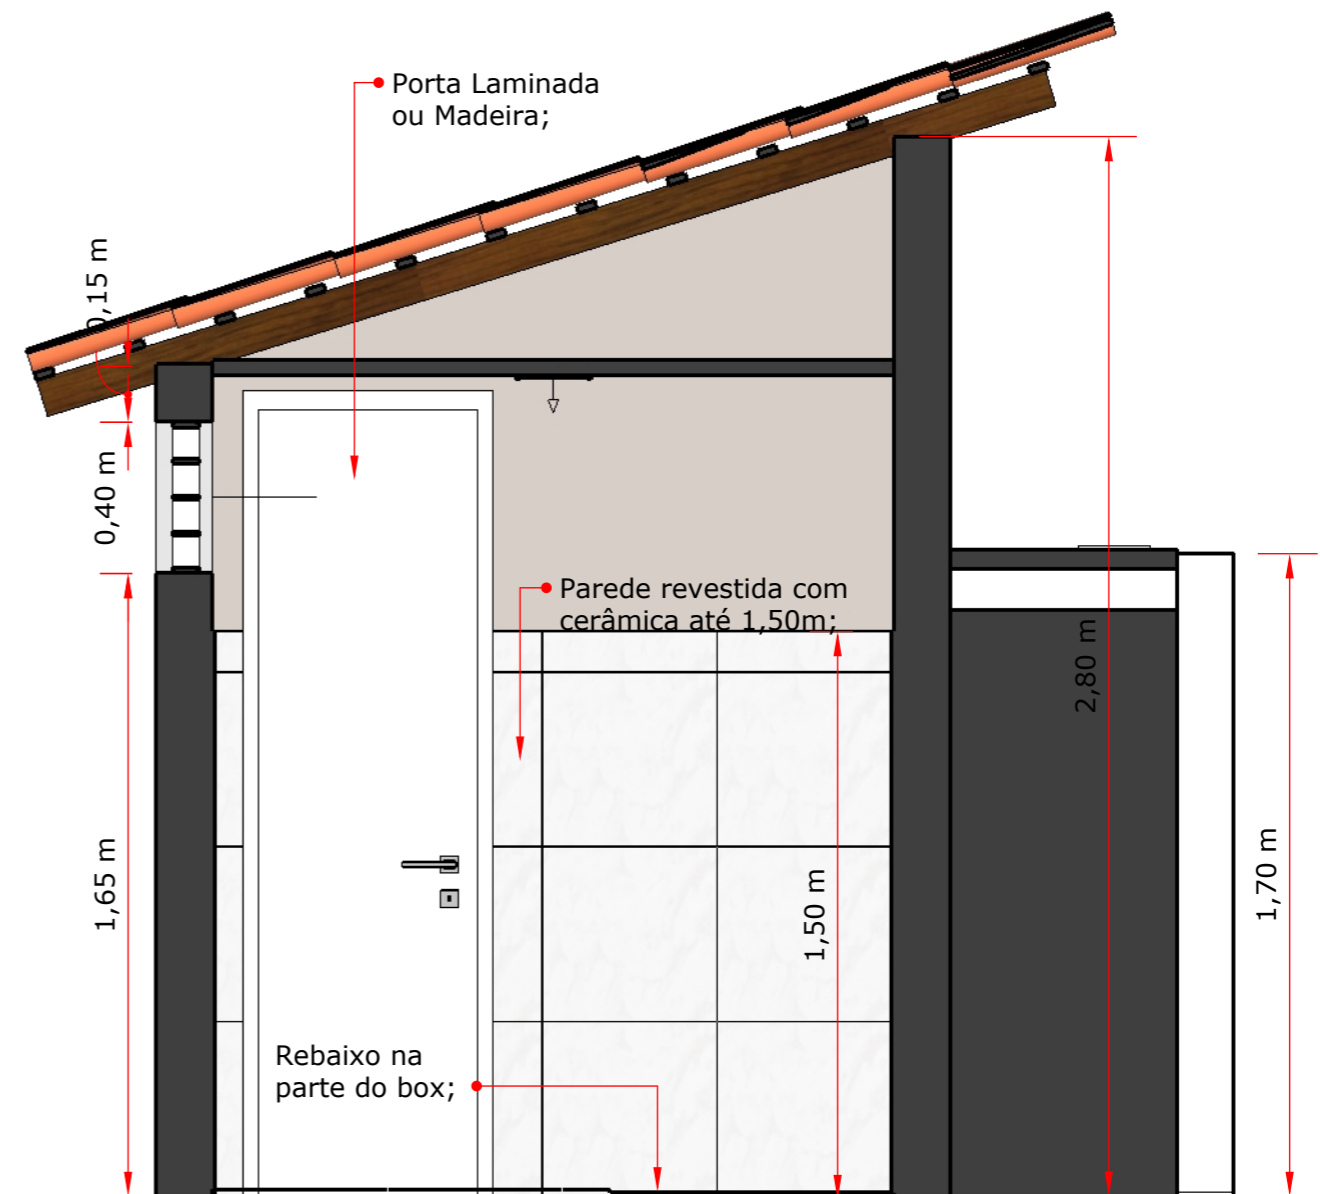 Porta Laminada
ou Madeira;
0,15 m
0,40 m
Parede revestida com
cerâmica até 1,50m;
2,80 m
1,65 m
1,50 m
1,70 m
Rebaixo na
parte do box;